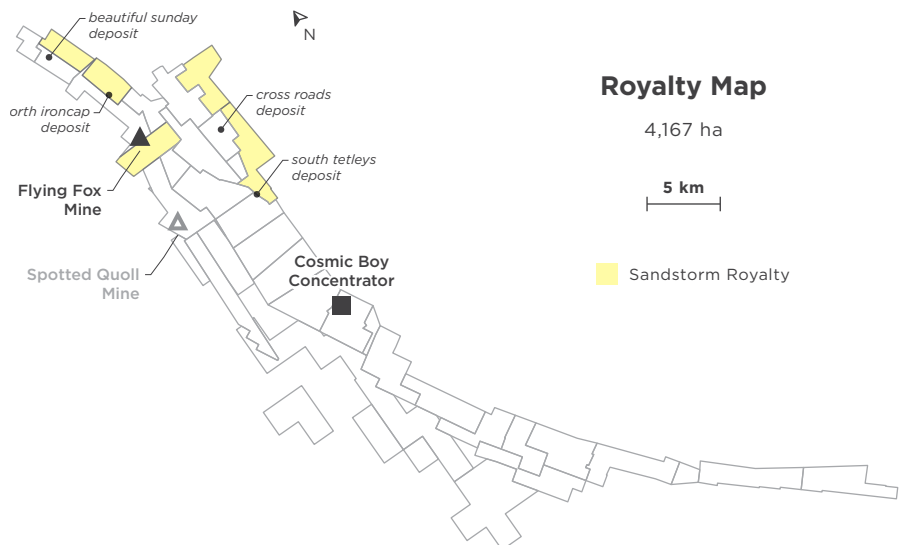 beautiful sunday
deposit
N
cross roads
deposit
orth ironcap
deposit
south tetleys
deposit
Flying Fox
Mine
Spotted Quoll
Mine
Cosmic Boy
Concentrator
Royalty Map
4,167 ha
5 km
Sandstorm Royalty